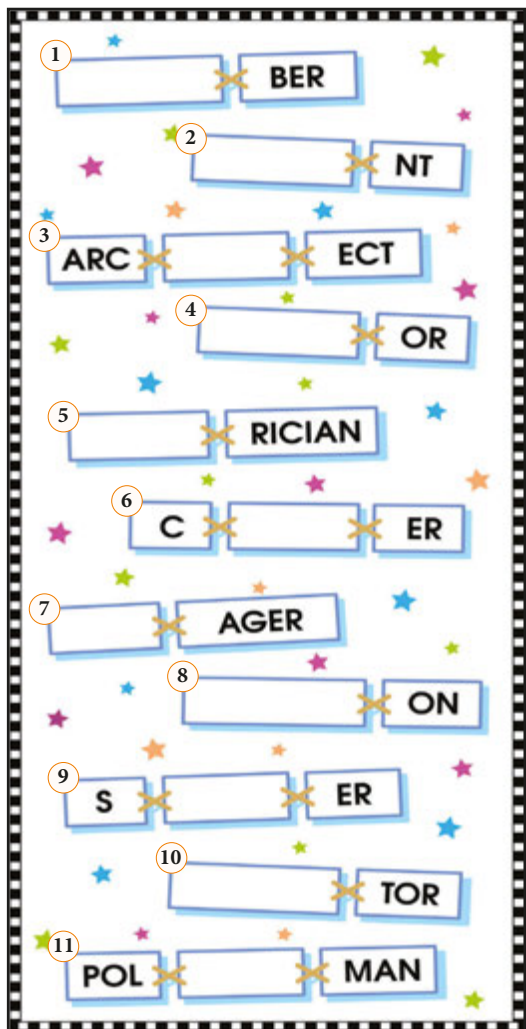 1 BER
2 NT
3 ARC ECT
4 OR
5 RICIAN
6 C ER
7 AGER
8 ON
9 S ER
10 TOR
11 POL MAN